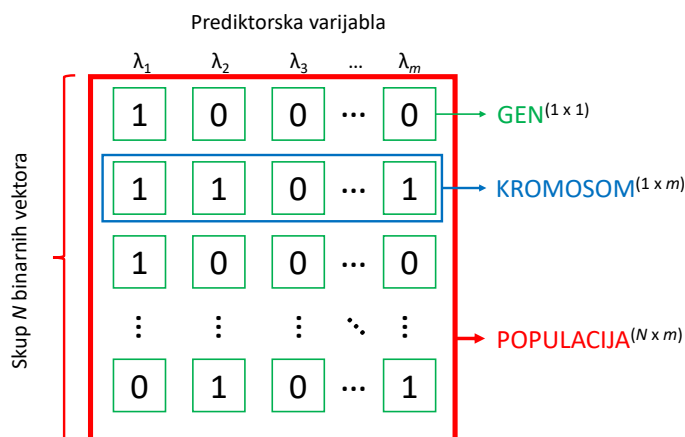 Prediktorska varijabla
λ1 λ2 λ3 ... λm
1 0 0 ... 0
GEN(1 x 1)
1 1 0 ... 1
KROMOSOM(1 x m)
1 0 0 ... 0
⋮ ⋮ ⋮ ⋱ ⋮
POPULACIJA(N x m)
0 1 0 ... 1
Skup N binarnih vektora